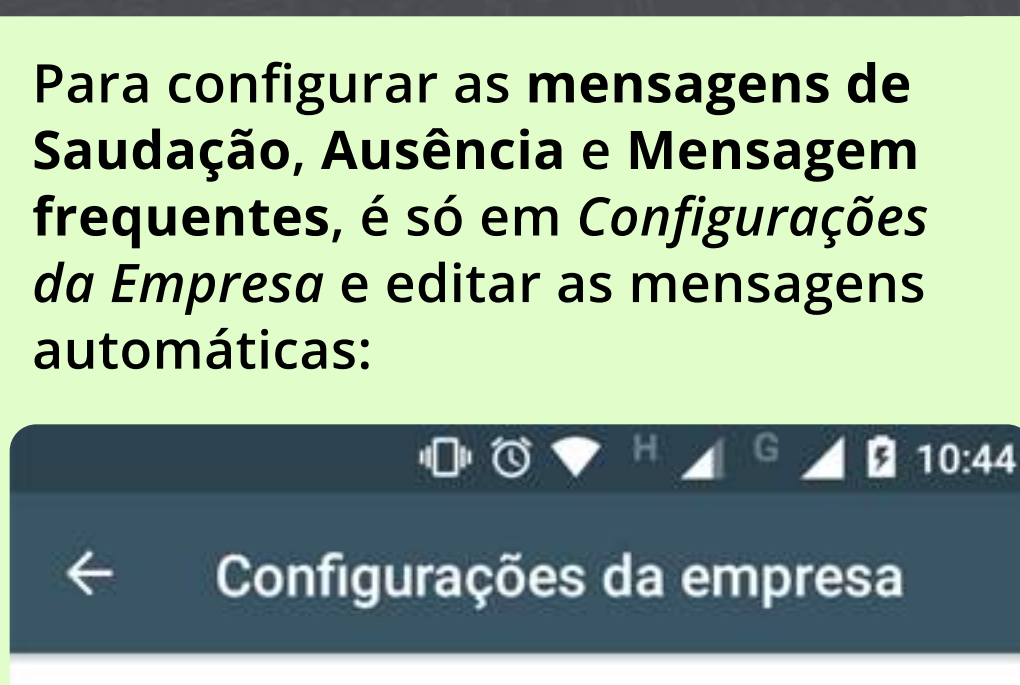 Para configurar as mensagens de
Saudação, Ausência e Mensagem
frequentes, é só em Configurações
da Empresa e editar as mensagens
automáticas:
H G 10:44
Configurações da empresa